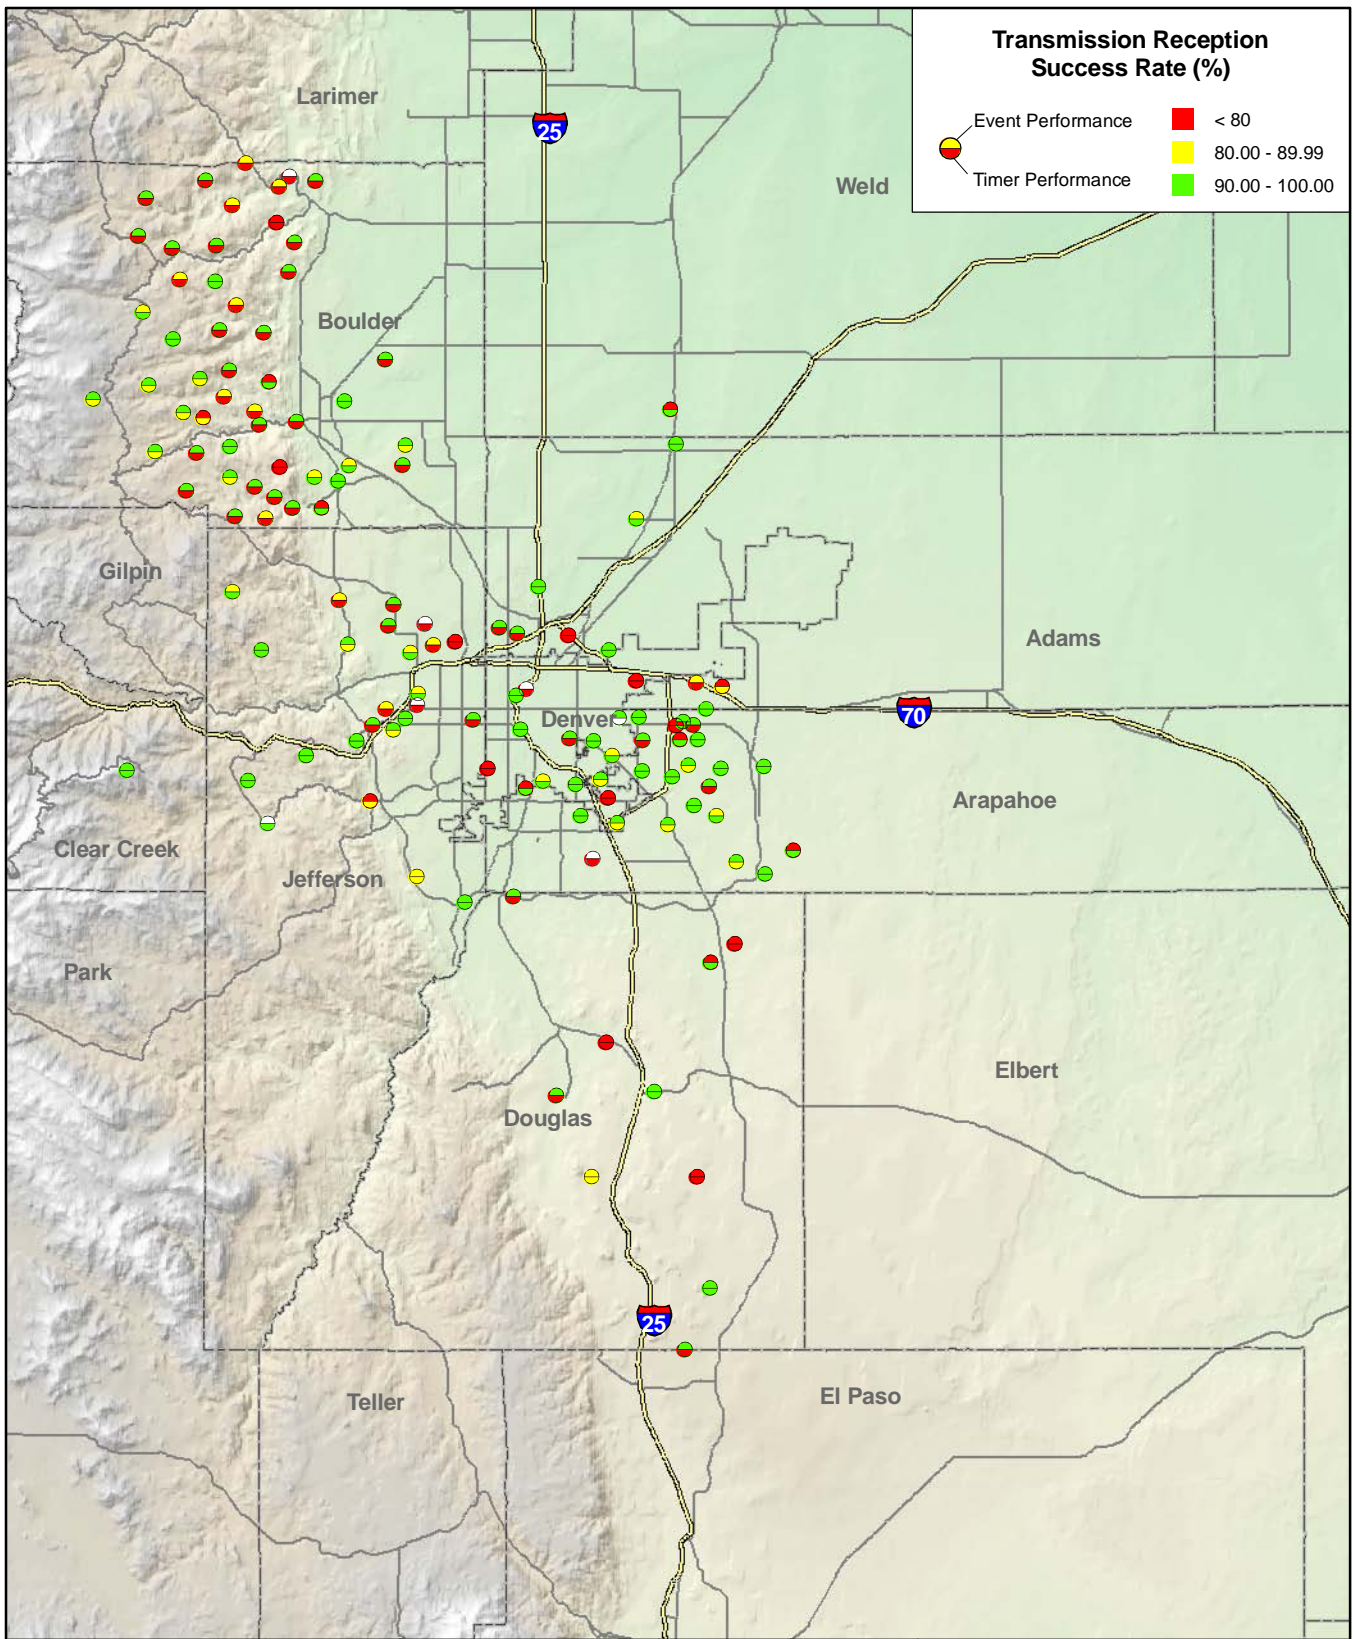 Transmission Reception
Success Rate (%)
Event Performance
Timer Performance
< 80
80.00 - 89.99
90.00 - 100.00
Larimer
25
Weld
Boulder
Gilpin
Adams
Denver
70
Arapahoe
Clear Creek
Jefferson
Park
Elbert
Douglas
25
Teller
El Paso